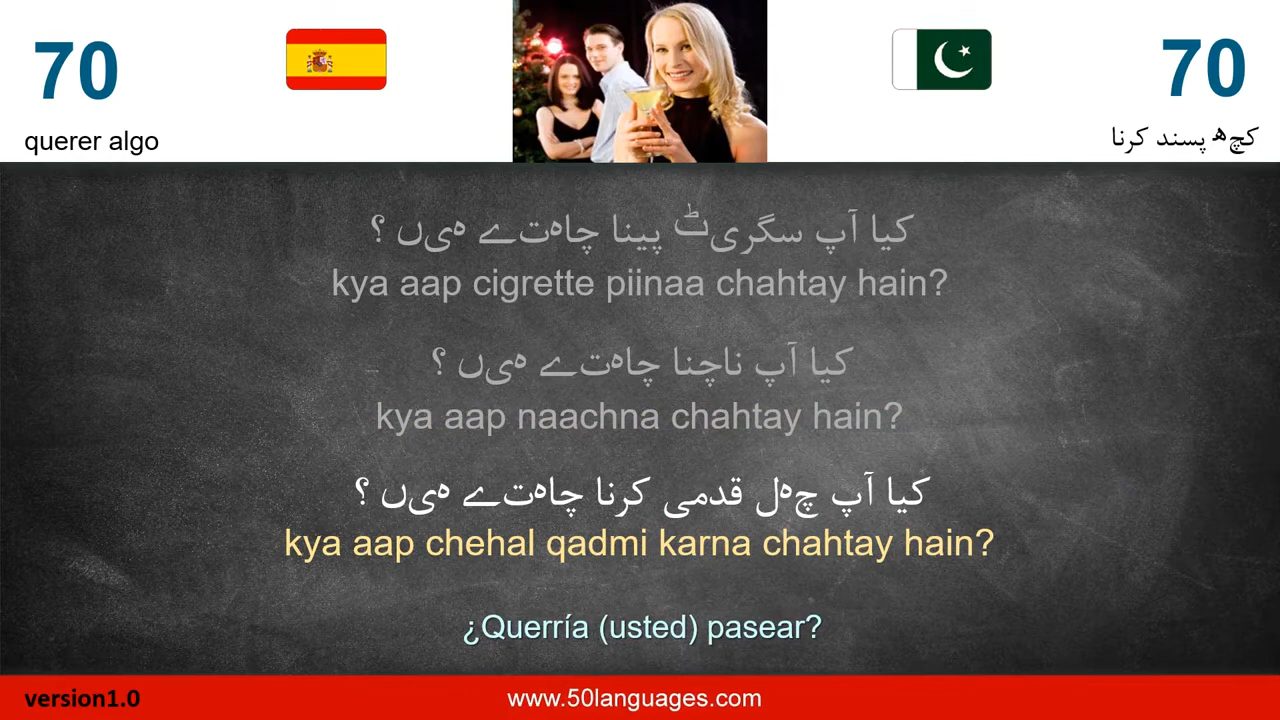 70
70
querer algo
کچھ پسند کرنا
کیا آپ سگریٹ پینا چاہتے ہیں ؟
kya aap cigrette piinaa chahtay hain?
کیا آپ ناچنا چاہتے ہیں ؟
kya aap naachna chahtay hain?
کیا آپ چہل قدمی کرنا چاہتے ہیں ؟
kya aap chehal qadmi karna chahtay hain?
¿Querría (usted) pasear?
version1.0
www.50languages.com